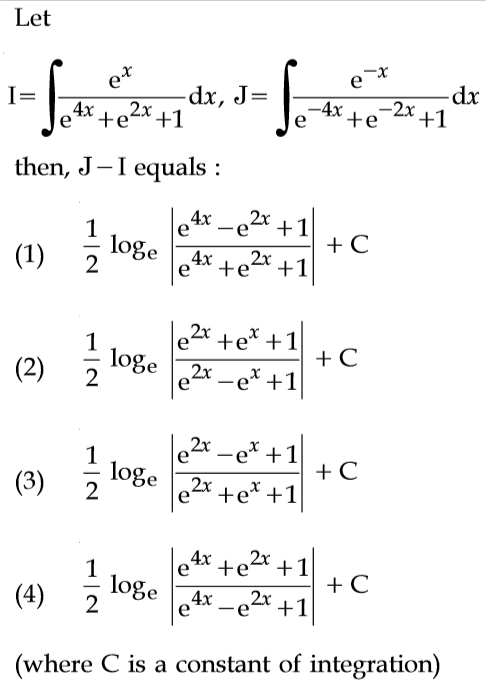 Let
I = ∫ e^x / (e^{4x} + e^{2x} + 1) dx, J = ∫ e^{−x} / (e^{−4x} + e^{−2x} + 1) dx
then, J − I equals :
(1) 1/2 log_e |(e^{4x} − e^{2x} + 1) / (e^{4x} + e^{2x} + 1)| + C
(2) 1/2 log_e |(e^{2x} + e^x + 1) / (e^{2x} − e^x + 1)| + C
(3) 1/2 log_e |(e^{2x} − e^x + 1) / (e^{2x} + e^x + 1)| + C
(4) 1/2 log_e |(e^{4x} + e^{2x} + 1) / (e^{4x} − e^{2x} + 1)| + C
(where C is a constant of integration)